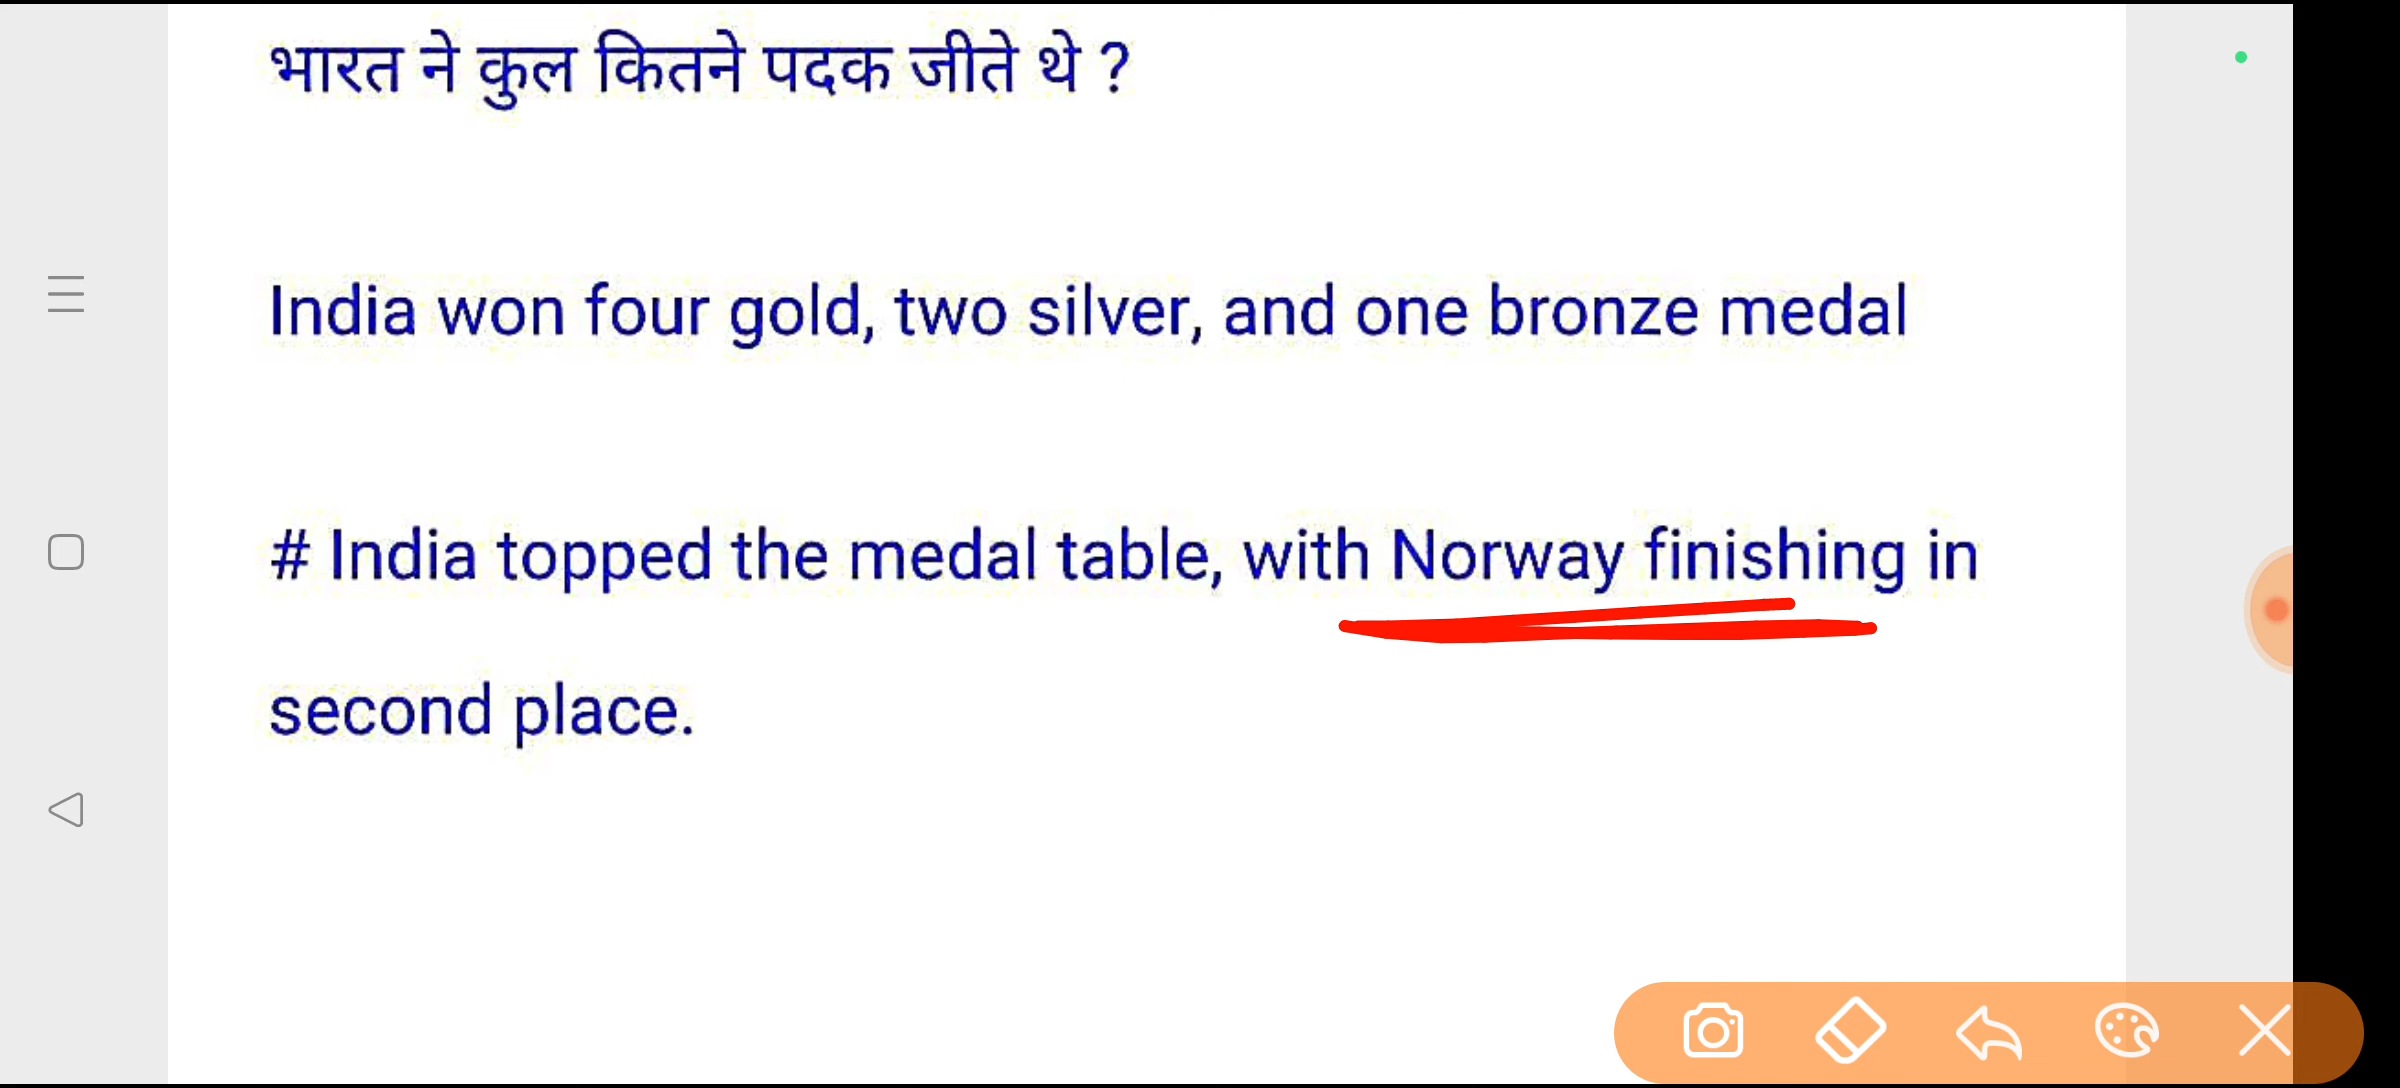 भारत ने कुल कितने पदक जीते थे ?
India won four gold, two silver, and one bronze medal
# India topped the medal table, with Norway finishing in
second place.